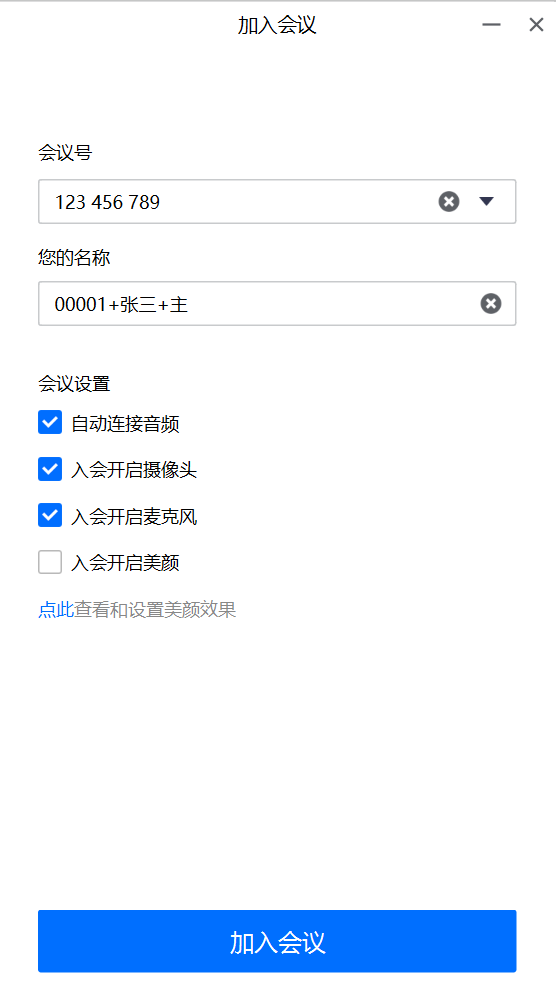 加入会议
会议号
123 456 789
您的名称
00001+张三+主
会议设置
自动连接音频
入会开启摄像头
入会开启麦克风
入会开启美颜
点此查看和设置美颜效果
加入会议